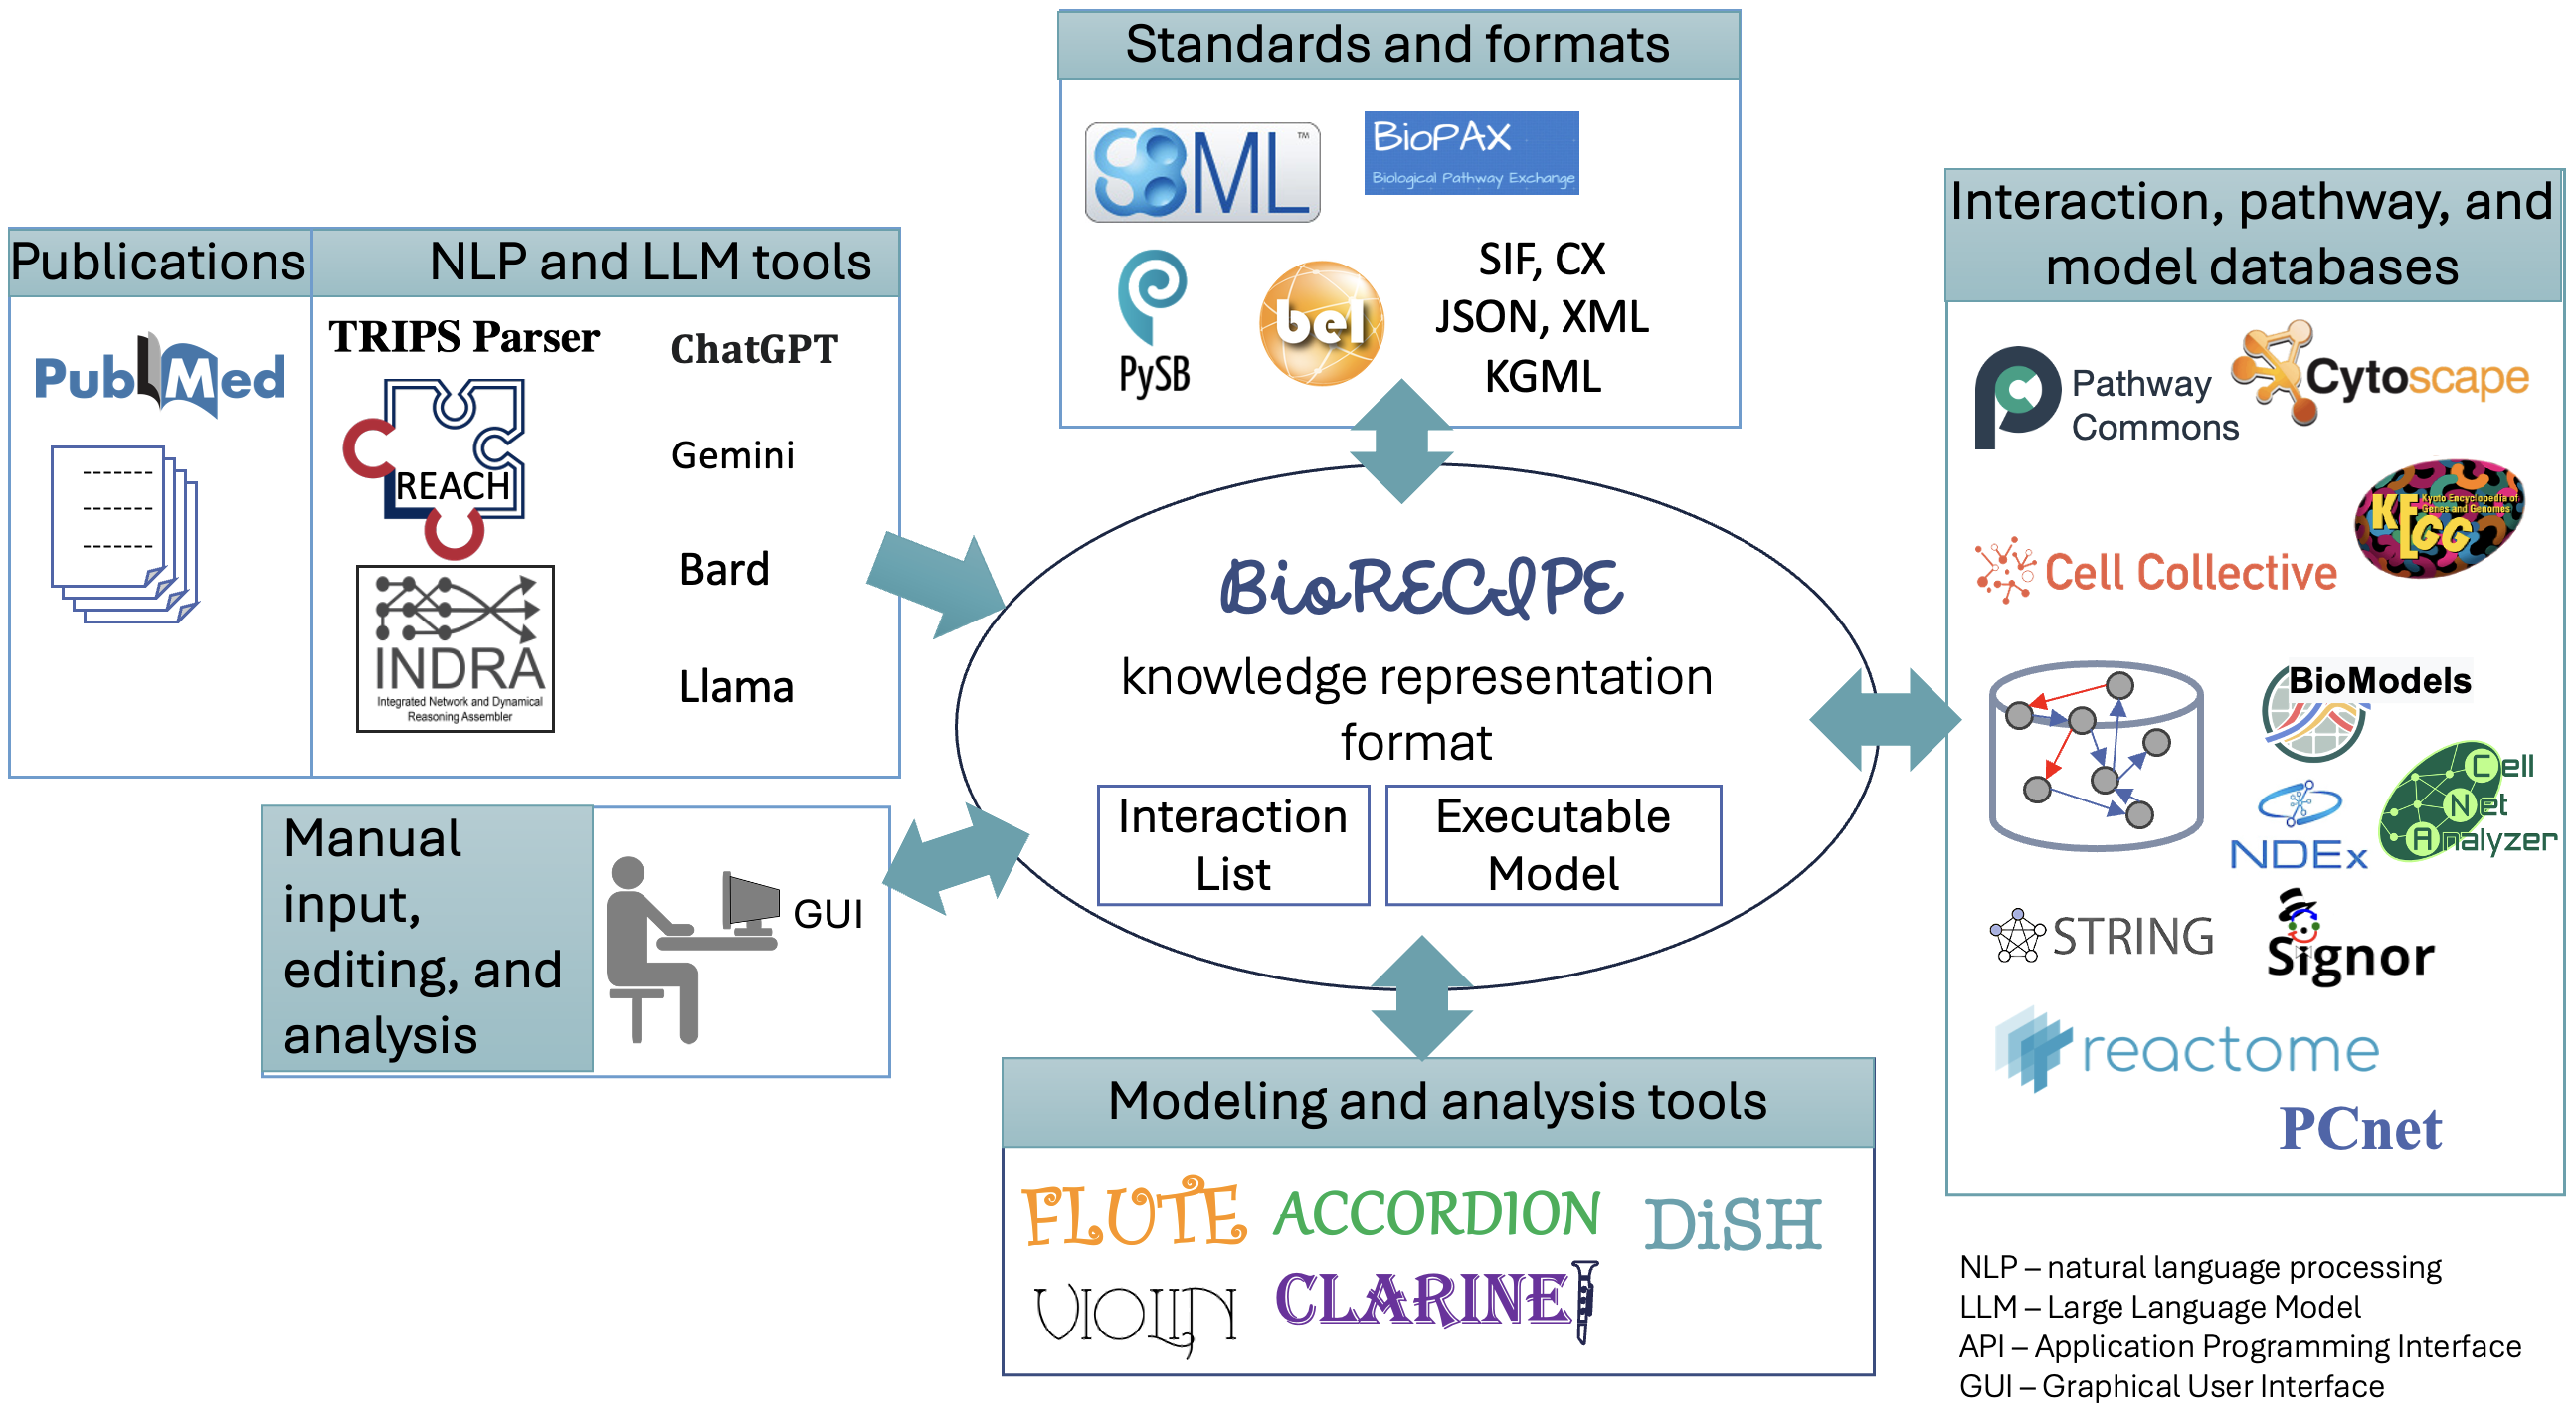 Standards and formats
SBML™
BioPAX
Biological Pathway Exchange
PySB
bel
SIF, CX
JSON, XML
KGML
Publications
PubMed
NLP and LLM tools
TRIPS Parser
REACH
INDRA
Integrated Network and Dynamical
Reasoning Assembler
ChatGPT
Gemini
Bard
Llama
Manual
input,
editing, and
analysis
GUI
BioRECIPE
knowledge representation
format
Interaction
List
Executable
Model
Modeling and analysis tools
FLUTE
ACCORDION
DiSH
VIOLIN
CLARINE
Interaction, pathway, and
model databases
Pathway
Commons
Cytoscape
KEGG
Kyoto Encyclopedia of
Genes and Genomes
Cell Collective
BioModels
NDEx
Cell
Net
Analyzer
STRING
Signor
reactome
PCnet
NLP – natural language processing
LLM – Large Language Model
API – Application Programming Interface
GUI – Graphical User Interface